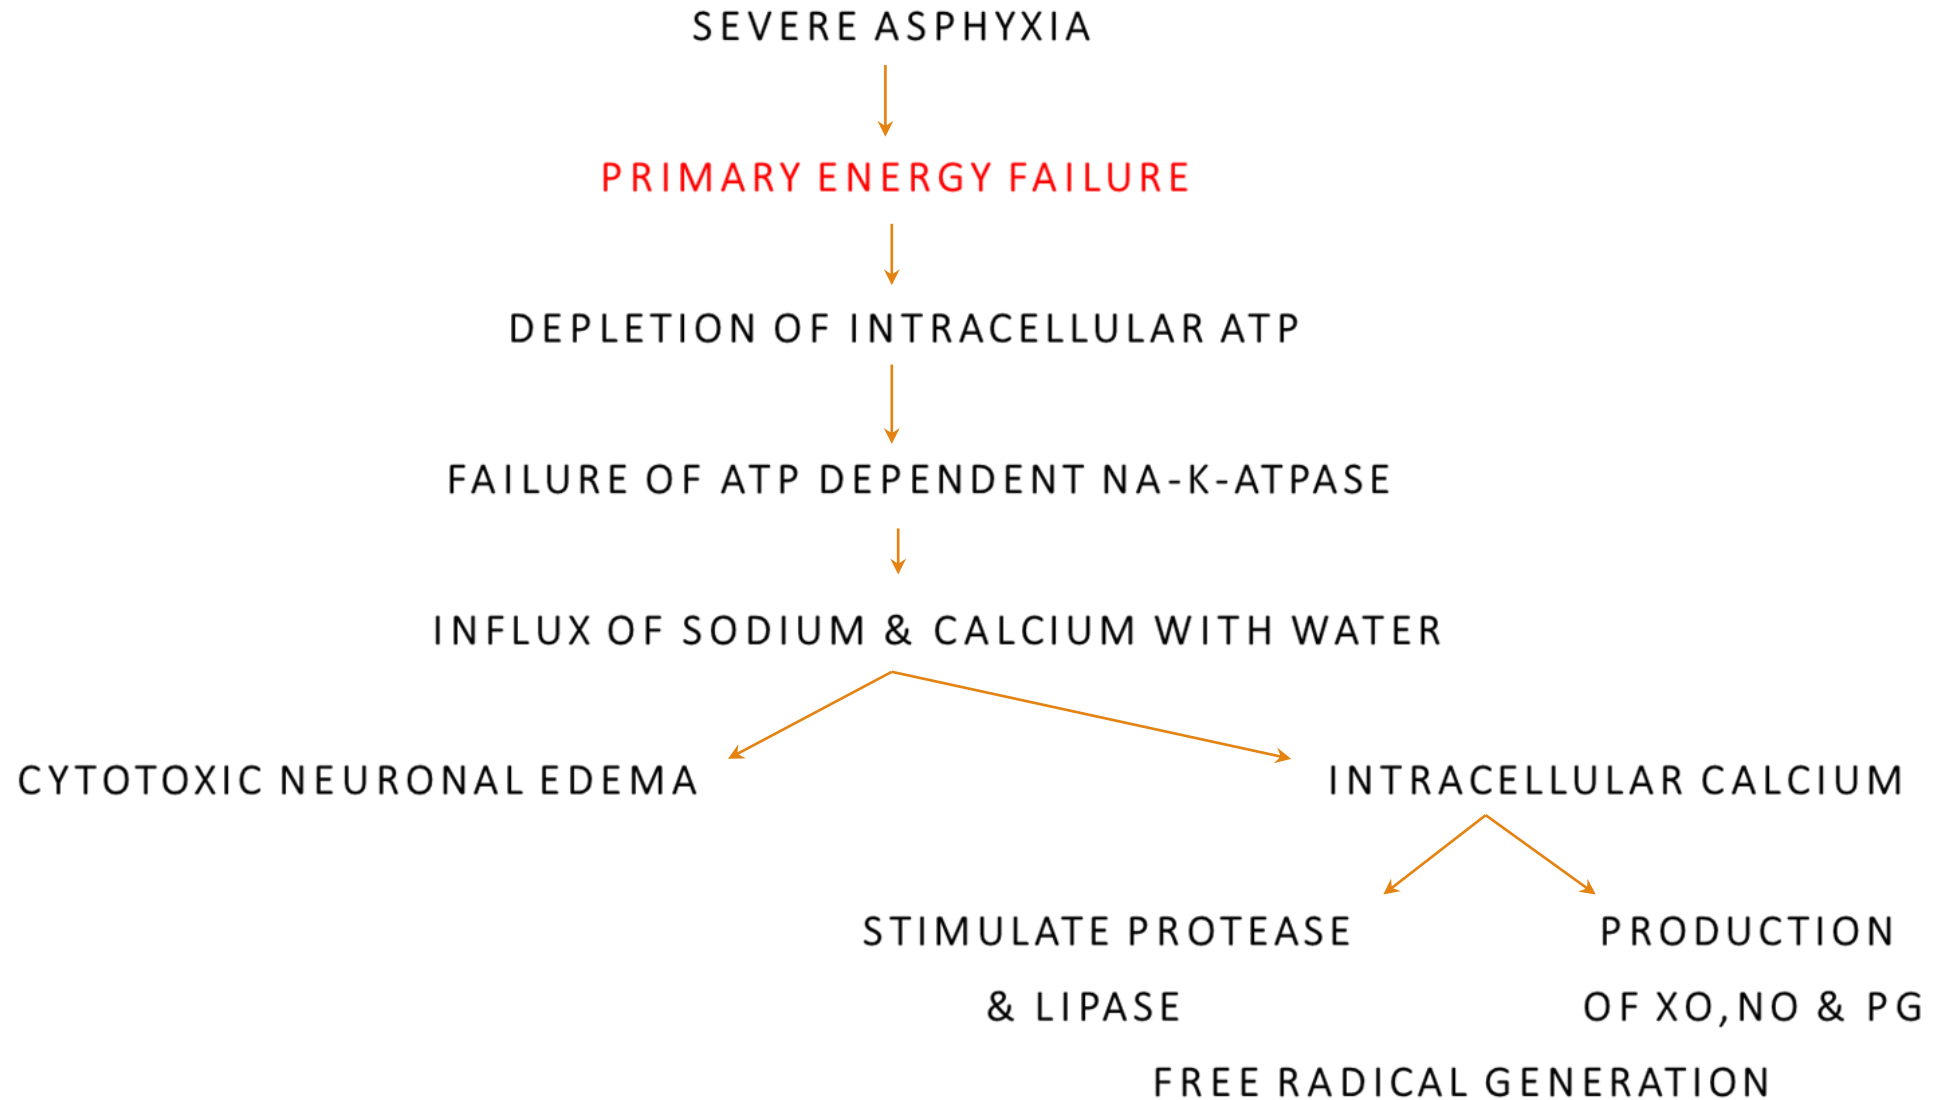 SEVERE ASPHYXIA
PRIMARY ENERGY FAILURE
DEPLETION OF INTRACELLULAR ATP
FAILURE OF ATP DEPENDENT NA-K-ATPASE
INFLUX OF SODIUM & CALCIUM WITH WATER
CYTOTOXIC NEURONAL EDEMA
INTRACELLULAR CALCIUM
STIMULATE PROTEASE
& LIPASE
PRODUCTION
OF XO,NO & PG
FREE RADICAL GENERATION